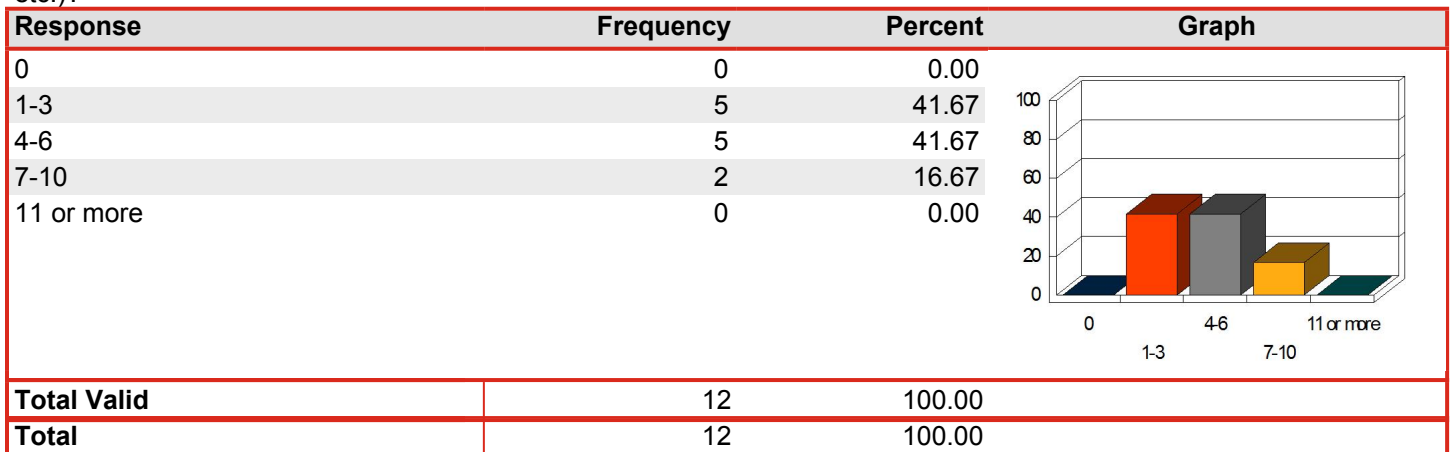 etc.)?
Response Frequency Percent Graph
0 0 0.00
1-3 5 41.67
4-6 5 41.67
7-10 2 16.67
11 or more 0 0.00
100
80
60
40
20
0
0 4-6 11 or more
1-3 7-10
Total Valid 12 100.00
Total 12 100.00